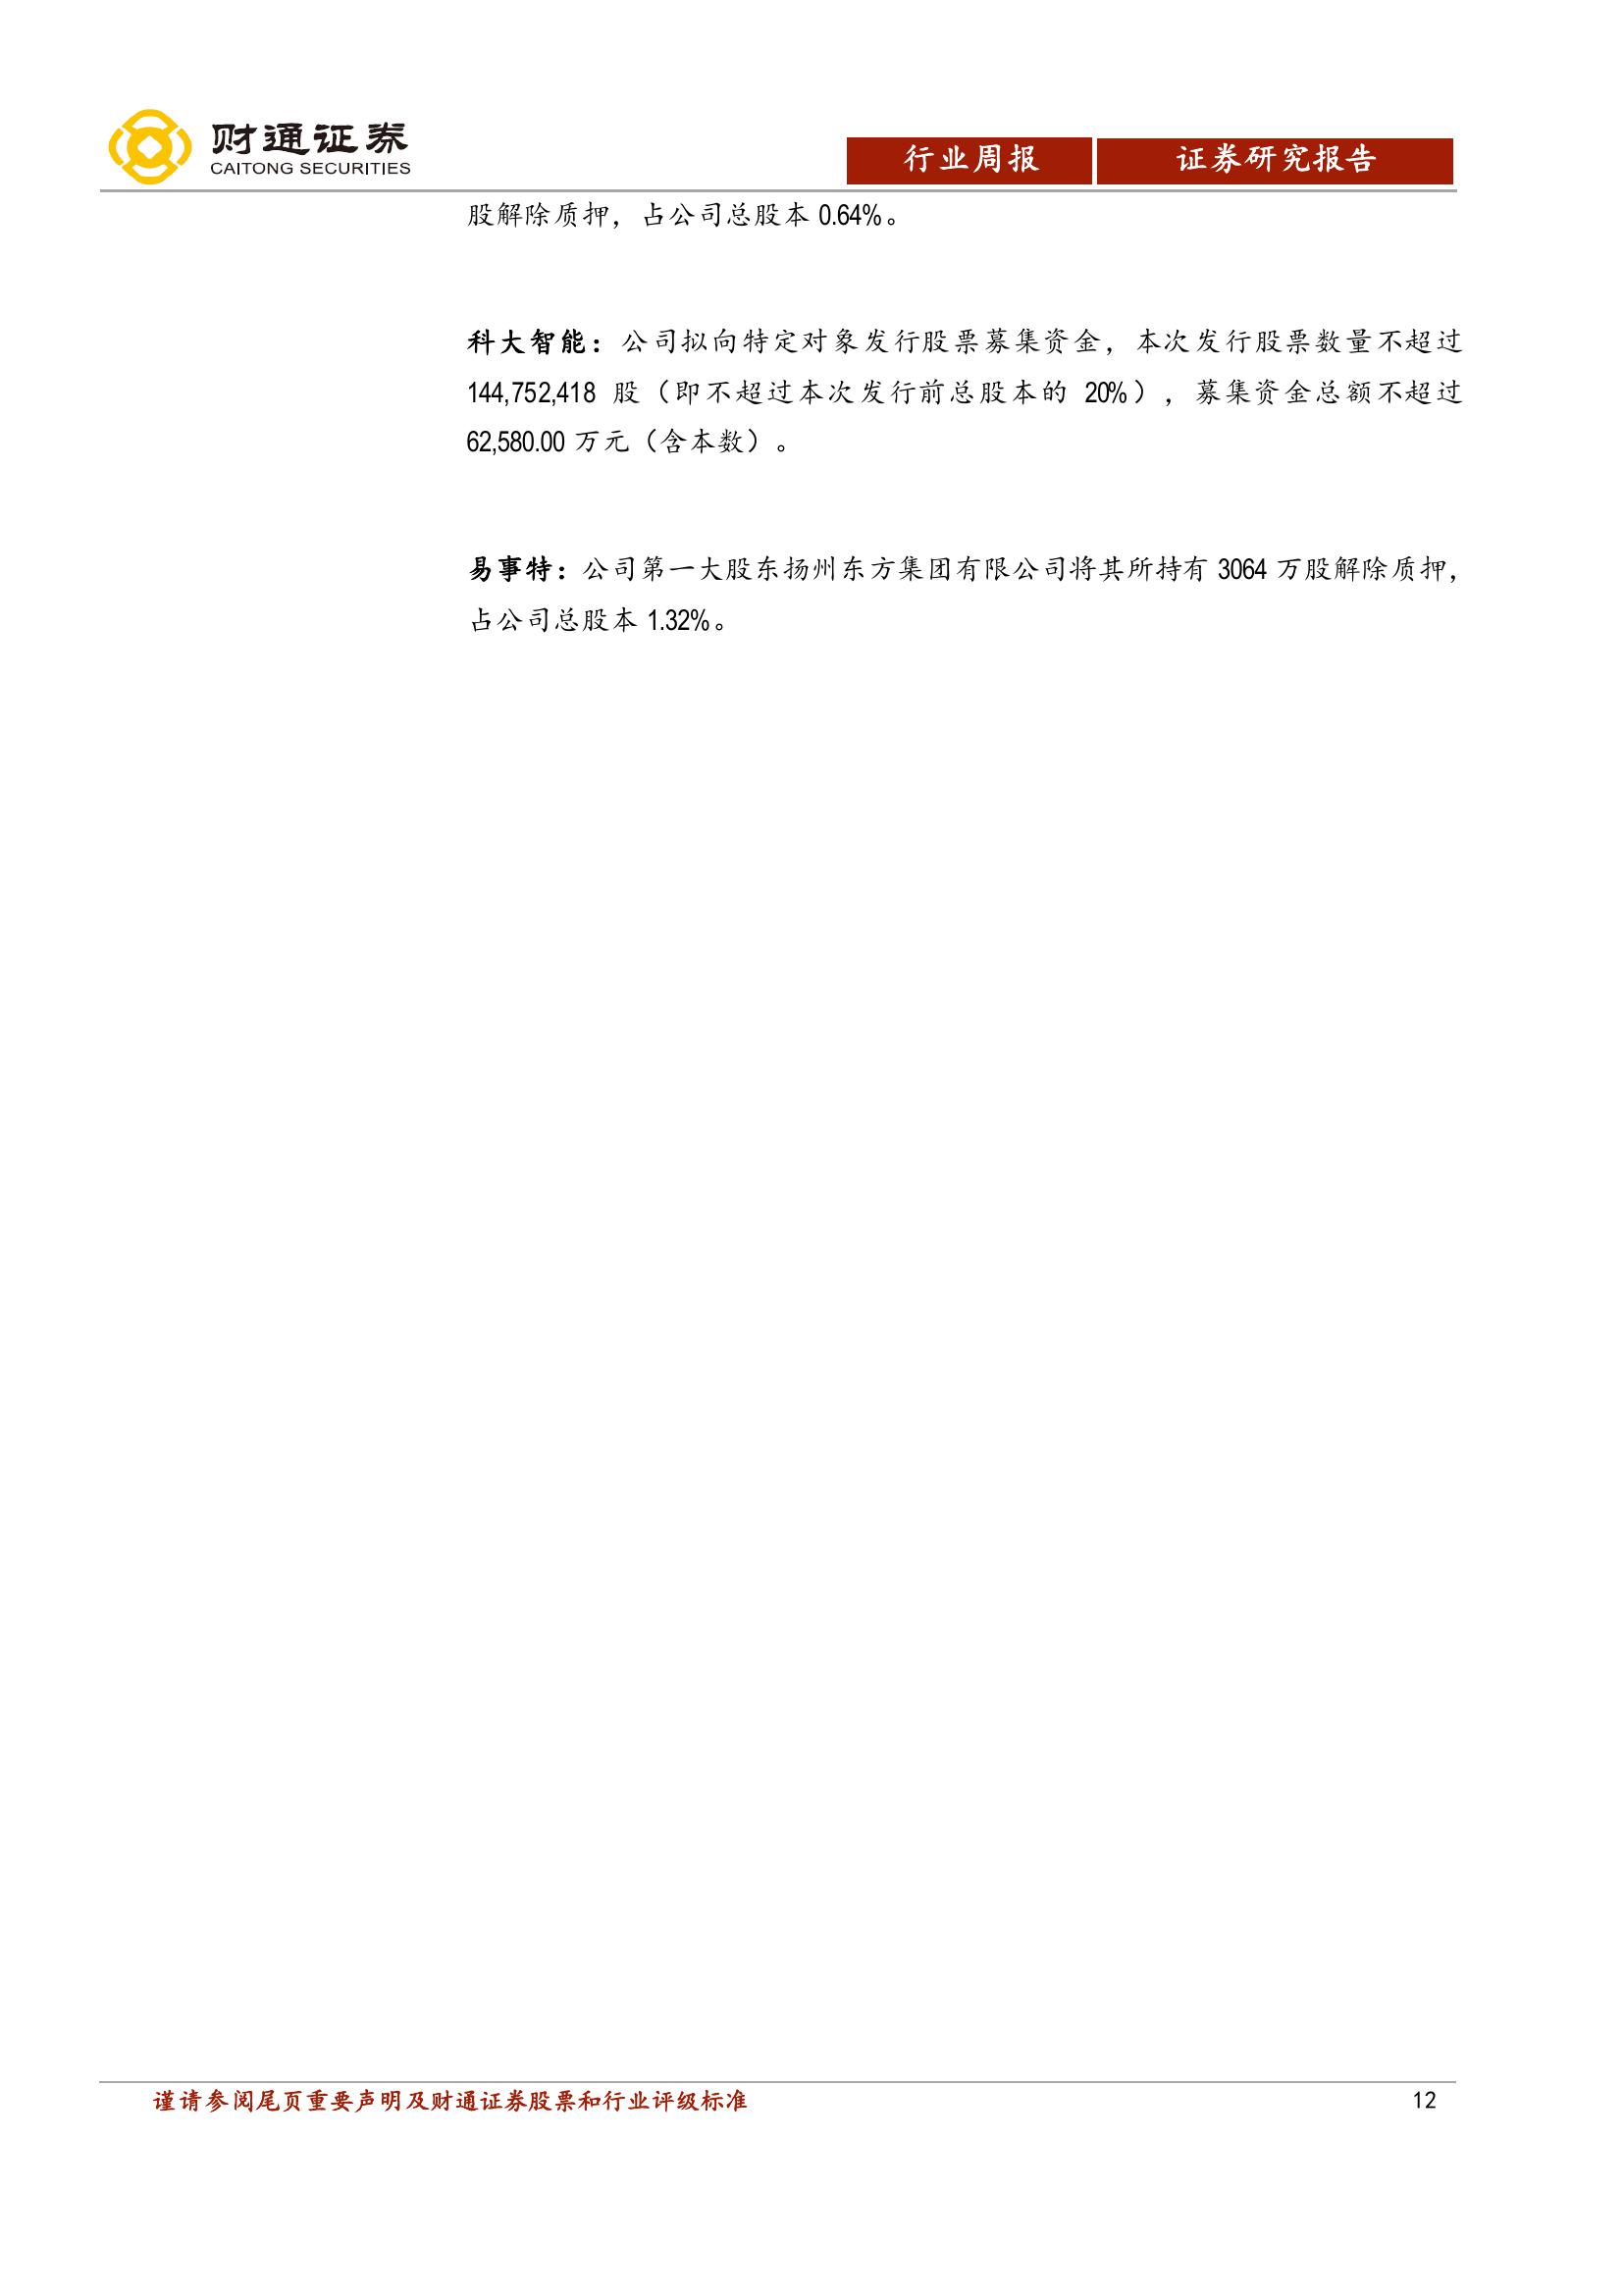 财通证券
CAITONG SECURITIES
行业周报
证券研究报告
股解除质押，占公司总股本 0.64%。
科大智能：公司拟向特定对象发行股票募集资金，本次发行股票数量不超过
144,752,418 股（即不超过本次发行前总股本的 20%），募集资金总额不超过
62,580.00 万元（含本数）。
易事特：公司第一大股东扬州东方集团有限公司将其所持有 3064 万股解除质押，
占公司总股本 1.32%。
谨请参阅尾页重要声明及财通证券股票和行业评级标准
12